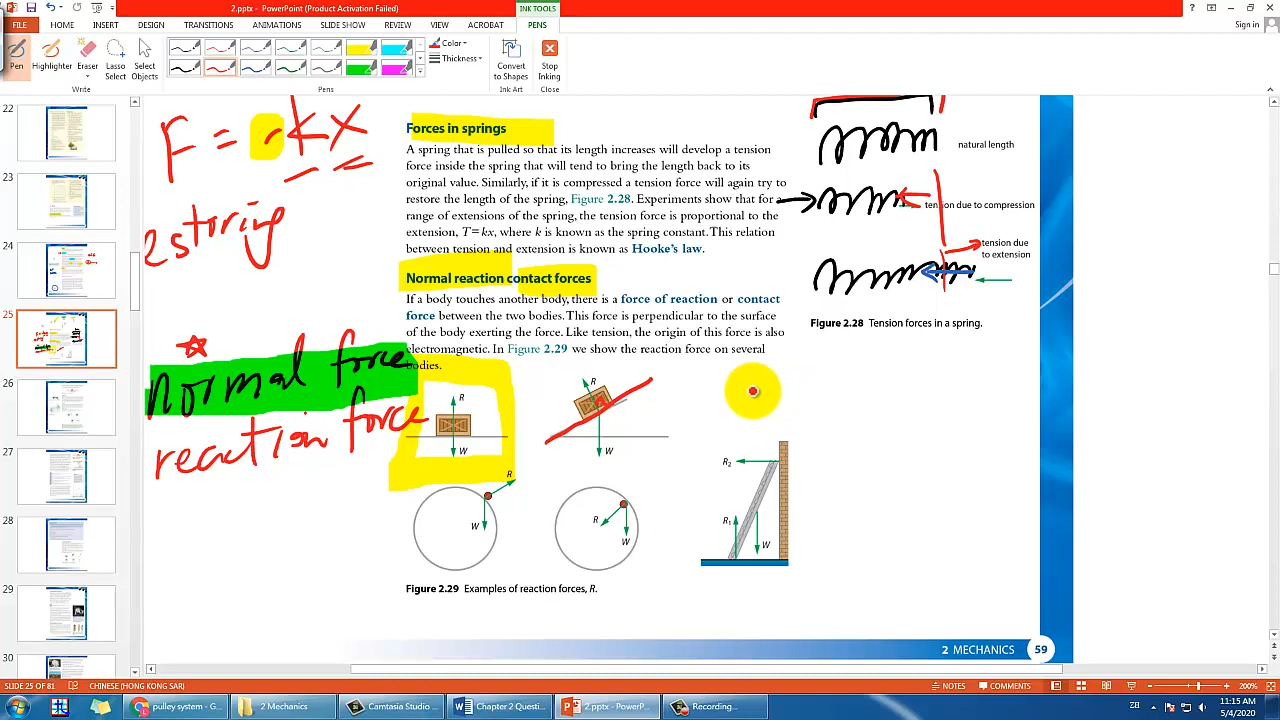 2.pptx - PowerPoint (Product Activation Failed)
INK TOOLS
FILE HOME INSERT DESIGN TRANSITIONS ANIMATIONS SLIDE SHOW REVIEW VIEW ACROBAT PENS
Sign in
Pen Highlighter Eraser Lasso Select Select Objects
Color
Thickness
Convert to Shapes
Stop Inking
Write Pens Ink Art Close
22
23
26
27
28
30
F = -kx
estoring
normal force
reaction force
Forces in springs
A spring that is pulled so that its length increases will develop a tension
force inside the spring that will tend to bring the length back to its
original value. Similarly, if it is compressed a tension force will again
restore the length of the spring, Figure 2.28. Experiments show that for a
range of extensions of the spring, the tension force is proportional to the
extension, T = kx, where k is known as the spring constant. This relation
between tension and extension is known as Hooke's law.
Normal reaction contact forces
If a body touches another body, there is a force of reaction or contact
force between the two bodies. This force is perpendicular to the surface
of the body exerting the force. Like tension, the origin of this force is also
electromagnetic. In Figure 2.29 we show the reaction force on several
bodies.
natural length
tension due to compression
tension due
to extension
Figure 2.28 Tension forces in a spring.
R
W
W
R
W
R
W
R2
R1
W
Figure 2.29 Examples of reaction forces, R.
2 MECHANICS 59
SLIDE 25 OF 81 CHINESE (HONG KONG SAR) NOTES COMMENTS 200%
pulley system - G...
2 Mechanics
Camtasia Studio ...
Chapter 2 Questi...
2.pptx - PowerP...
Recording...
ZH
11:15 AM
5/4/2020